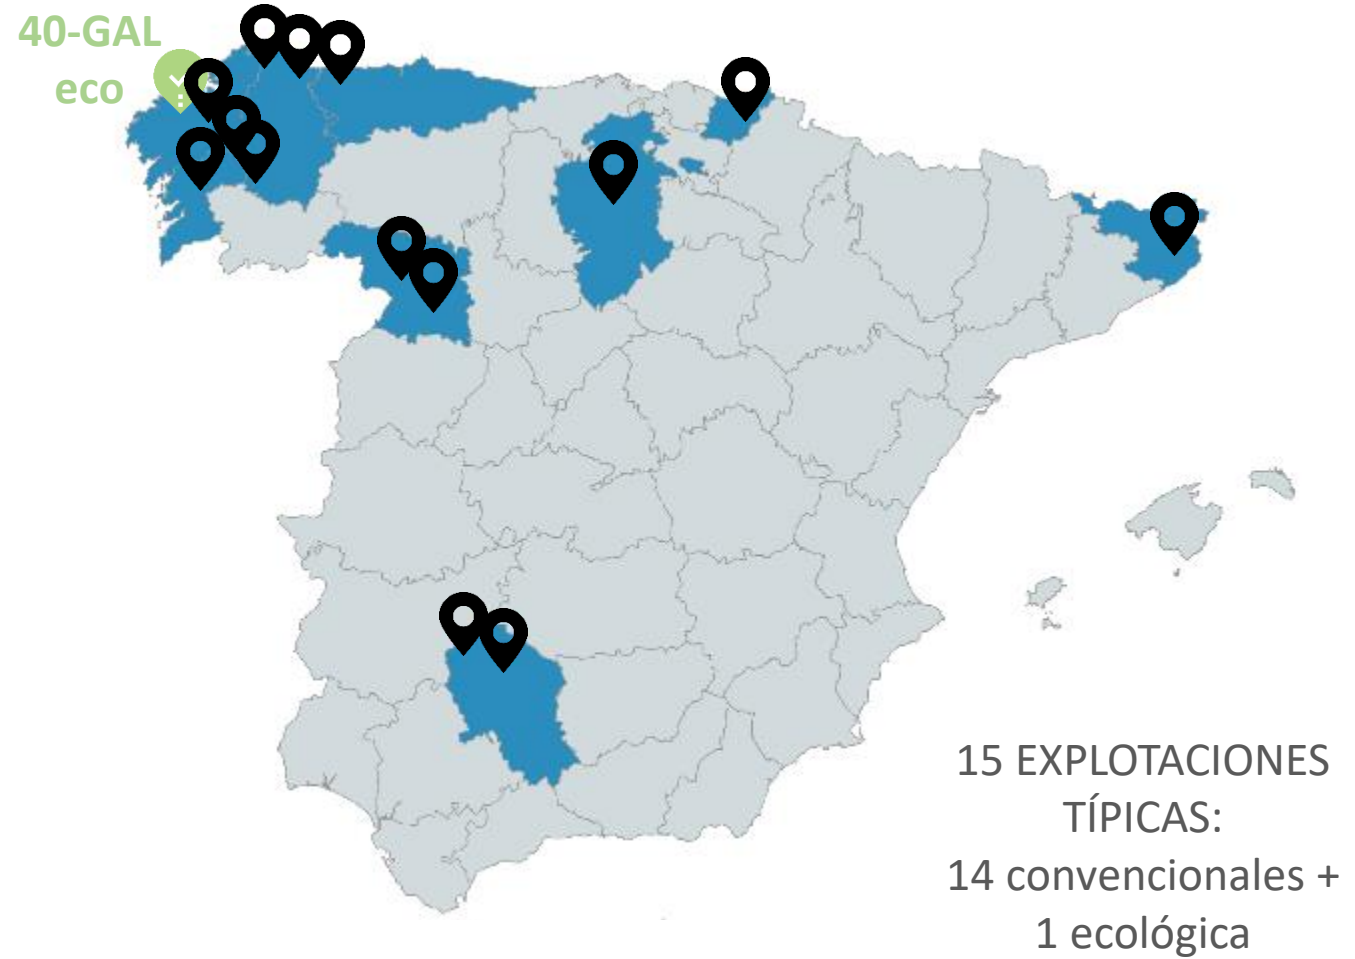 40-GAL
eco
15 EXPLOTACIONES
TÍPICAS:
14 convencionales +
1 ecológica